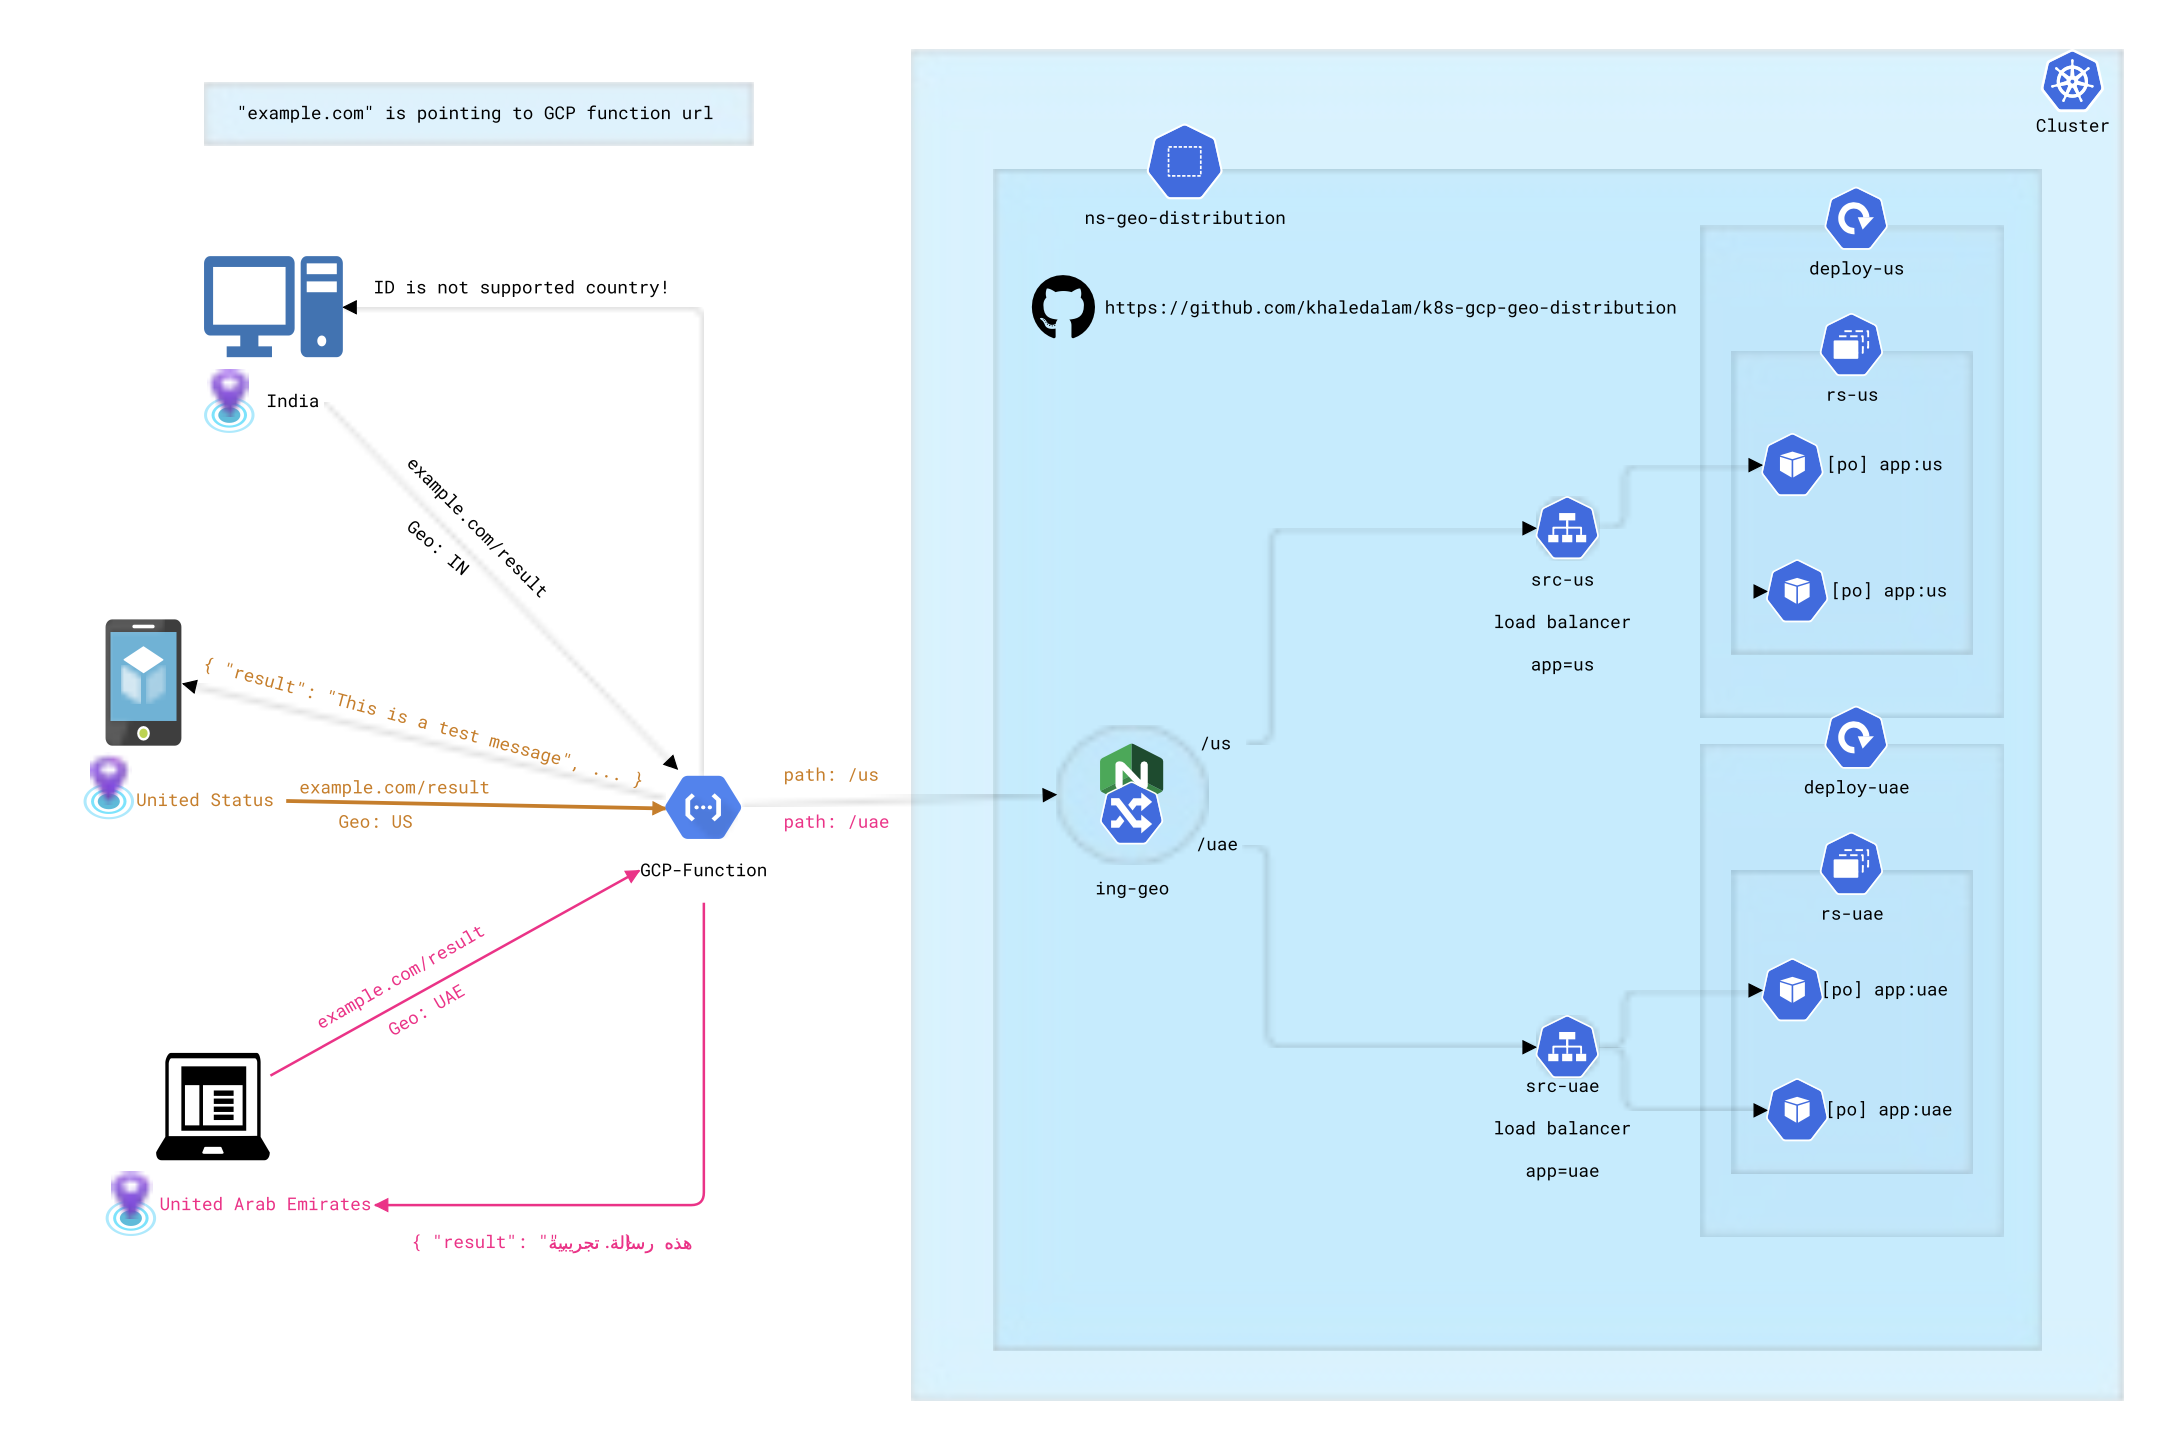 "example.com" is pointing to GCP function url
Cluster
ns-geo-distribution
https://github.com/khaledalam/k8s-gcp-geo-distribution
ID is not supported country!
India
example.com/result
Geo: IN
{ "result": "This is a test message", ... }
United Status
example.com/result
Geo: US
GCP-Function
path: /us
path: /uae
example.com/result
Geo: UAE
United Arab Emirates
{ "result": "هذه رسالة تجريبية"
ing-geo
/us
/uae
src-us
load balancer
app=us
src-uae
load balancer
app=uae
deploy-us
rs-us
[po] app:us
[po] app:us
deploy-uae
rs-uae
[po] app:uae
[po] app:uae